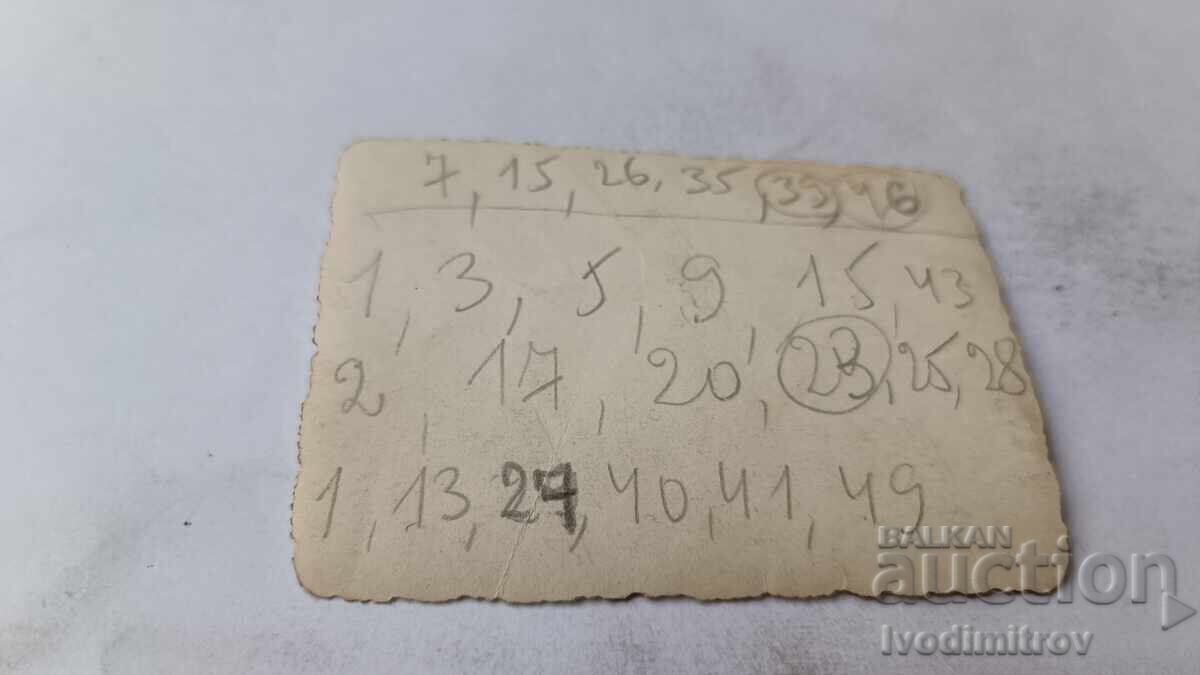 7, 15, 26, 35, 39, 46
1, 3, 5, 9, 15, 43
2, 17, 20, 23, 25, 28
1, 13, 27, 40, 41, 49
BALKAN
auction
Ivodimitrov